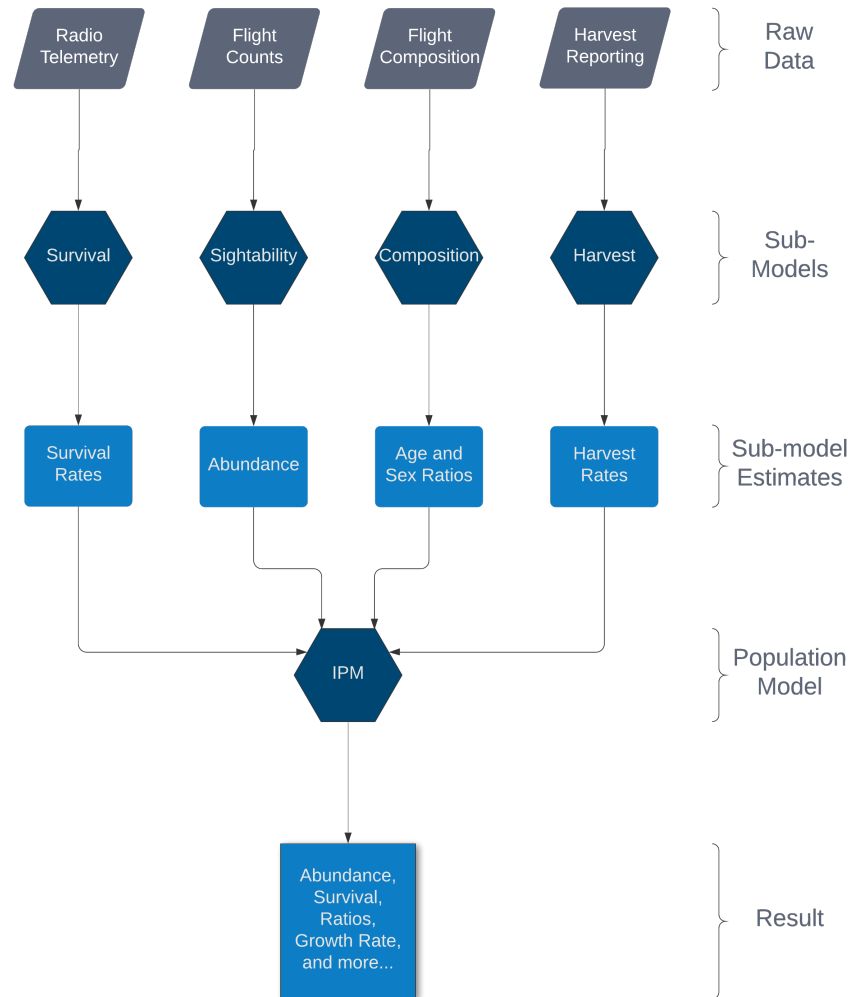 Radio
Telemetry
Flight
Counts
Flight
Composition
Harvest
Reporting
Raw
Data
Survival
Sightability
Composition
Harvest
Sub-
Models
Survival
Rates
Abundance
Age and
Sex Ratios
Harvest
Rates
Sub-model
Estimates
IPM
Population
Model
Abundance,
Survival,
Ratios,
Growth Rate,
and more...
Result